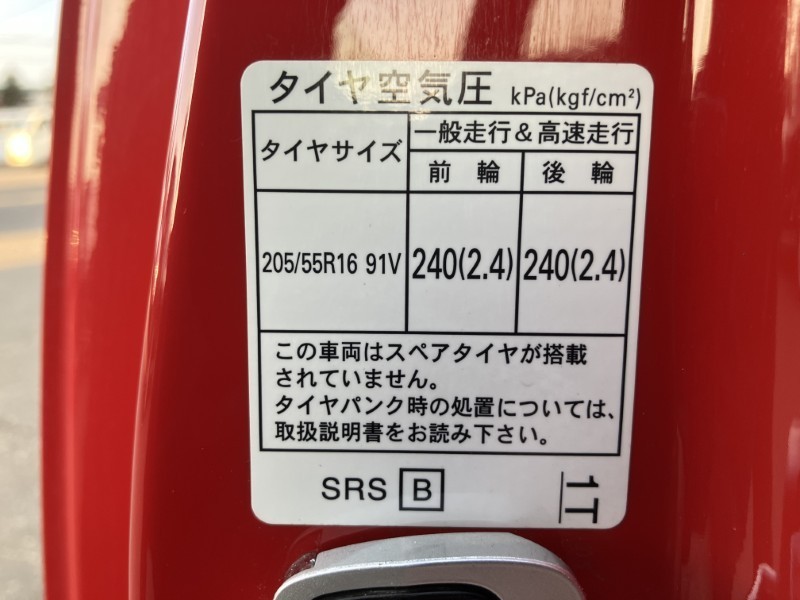 タイヤ空気圧 kPa(kgf/cm²)
タイヤサイズ
一般走行&高速走行
前輪 後輪
205/55R16 91V 240(2.4) 240(2.4)
この車両はスペアタイヤが搭載
されていません。
タイヤパンク時の処置については、
取扱説明書をお読み下さい。
SRS B
1T